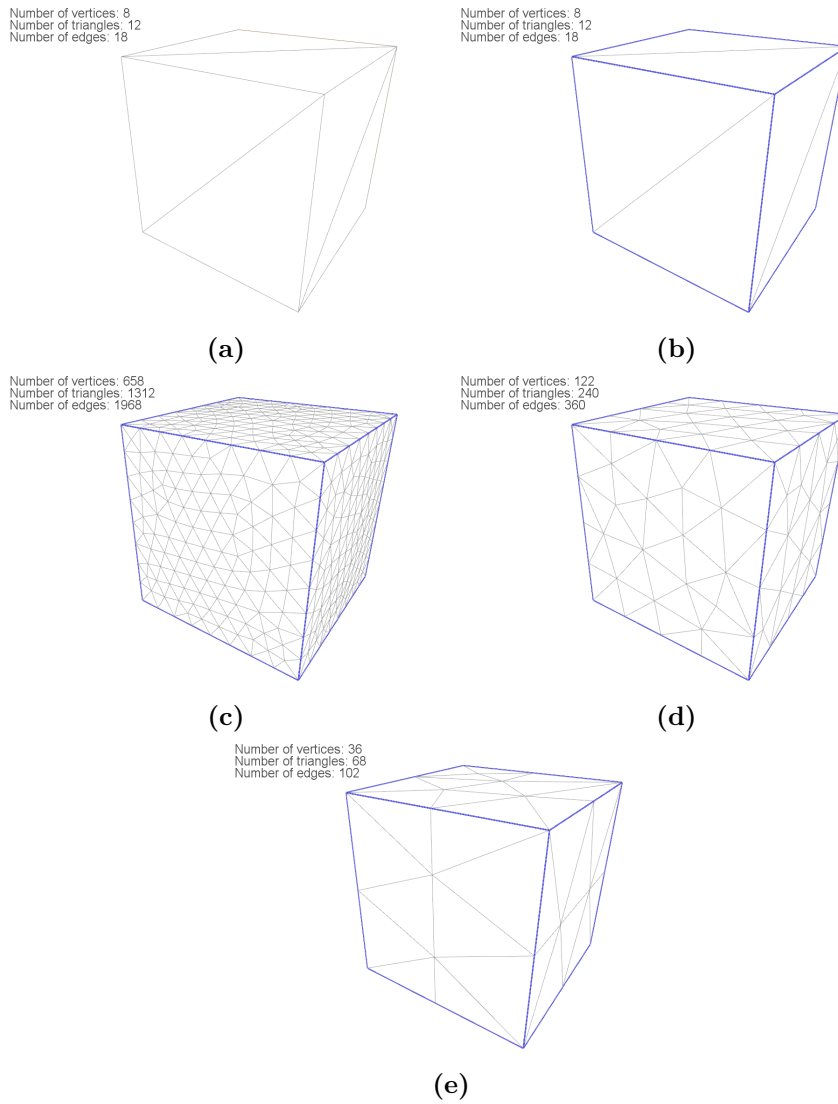 Number of vertices: 8
Number of triangles: 12
Number of edges: 18
(a)
Number of vertices: 8
Number of triangles: 12
Number of edges: 18
(b)
Number of vertices: 658
Number of triangles: 1312
Number of edges: 1968
(c)
Number of vertices: 122
Number of triangles: 240
Number of edges: 360
(d)
Number of vertices: 36
Number of triangles: 68
Number of edges: 102
(e)